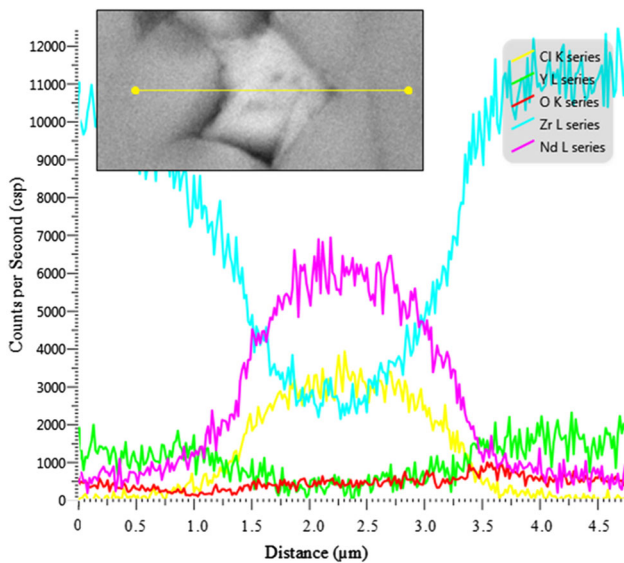 Counts per Second (csp)
12000
11000
10000
9000
8000
7000
6000
5000
4000
3000
2000
1000
0
Cl K series
Y L series
O K series
Zr L series
Nd L series
0 0.5 1.0 1.5 2.0 2.5 3.0 3.5 4.0 4.5
Distance (µm)